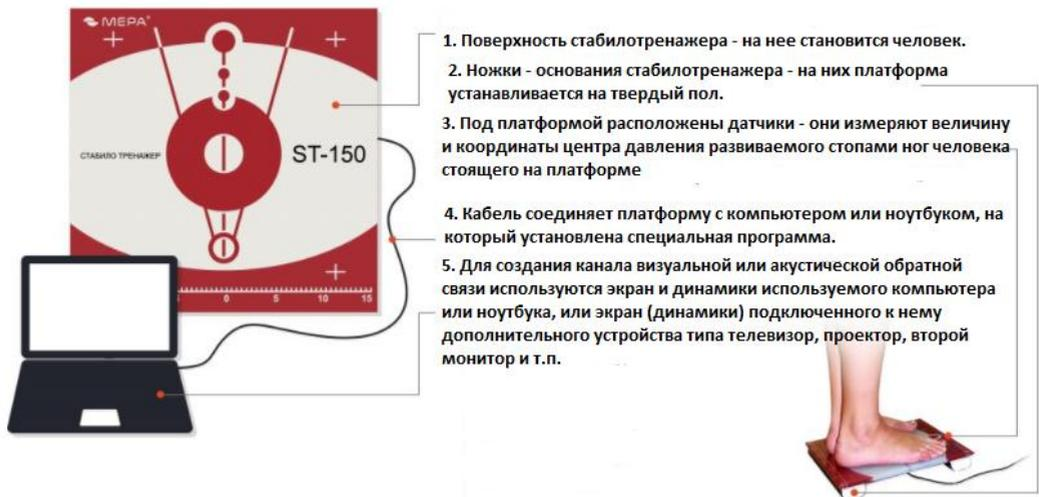 МЕРА
1. Поверхность стабилотренажера - на нее становится человек.
2. Ножки - основания стабилотренажера - на них платформа
устанавливается на твердый пол.
3. Под платформой расположены датчики - они измеряют величину
и координаты центра давления развиваемого стопами ног человека
стоящего на платформе
СТАБИЛО ТРЕНАЖЕР
ST-150
4. Кабель соединяет платформу с компьютером или ноутбуком, на
который установлена специальная программа.
5. Для создания канала визуальной или акустической обратной
связи используются экран и динамики используемого компьютера
или ноутбука, или экран (динамики) подключенного к нему
дополнительного устройства типа телевизор, проектор, второй
монитор и т.п.
0 5 10 15